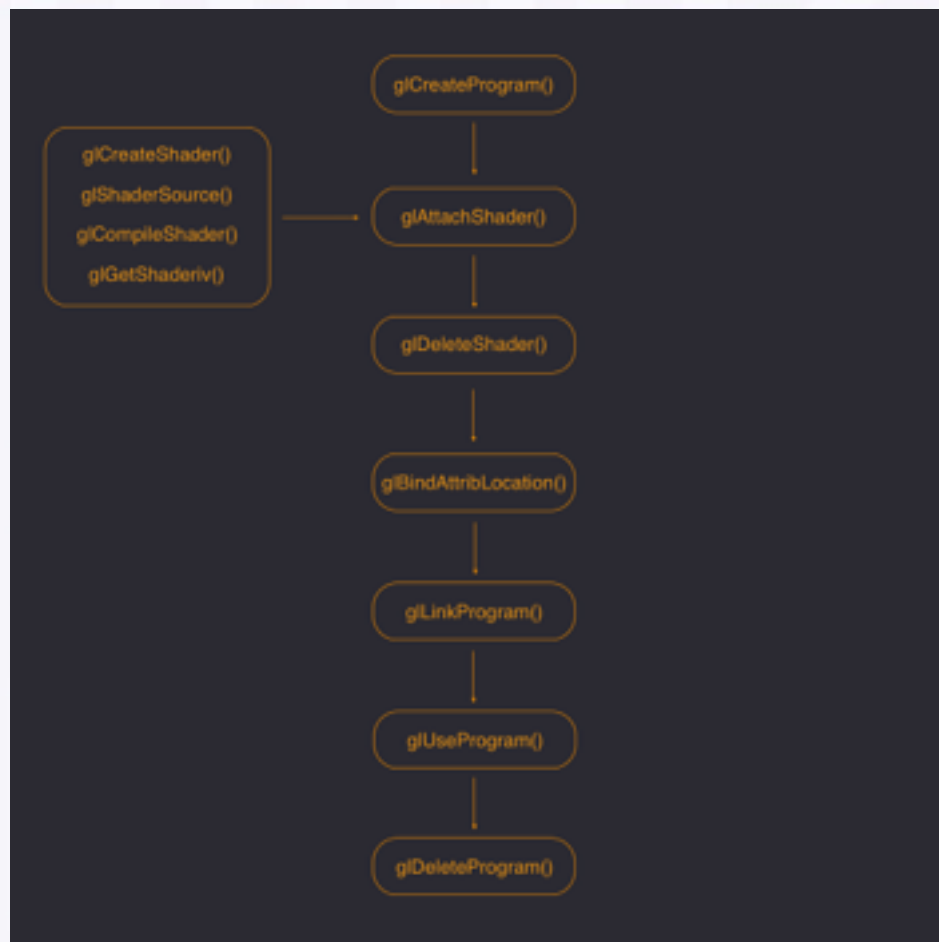 glCreateProgram()
glCreateShader()
glShaderSource()
glCompileShader()
glGetShaderiv()
glAttachShader()
glDeleteShader()
glBindAttribLocation()
glLinkProgram()
glUseProgram()
glDeleteProgram()